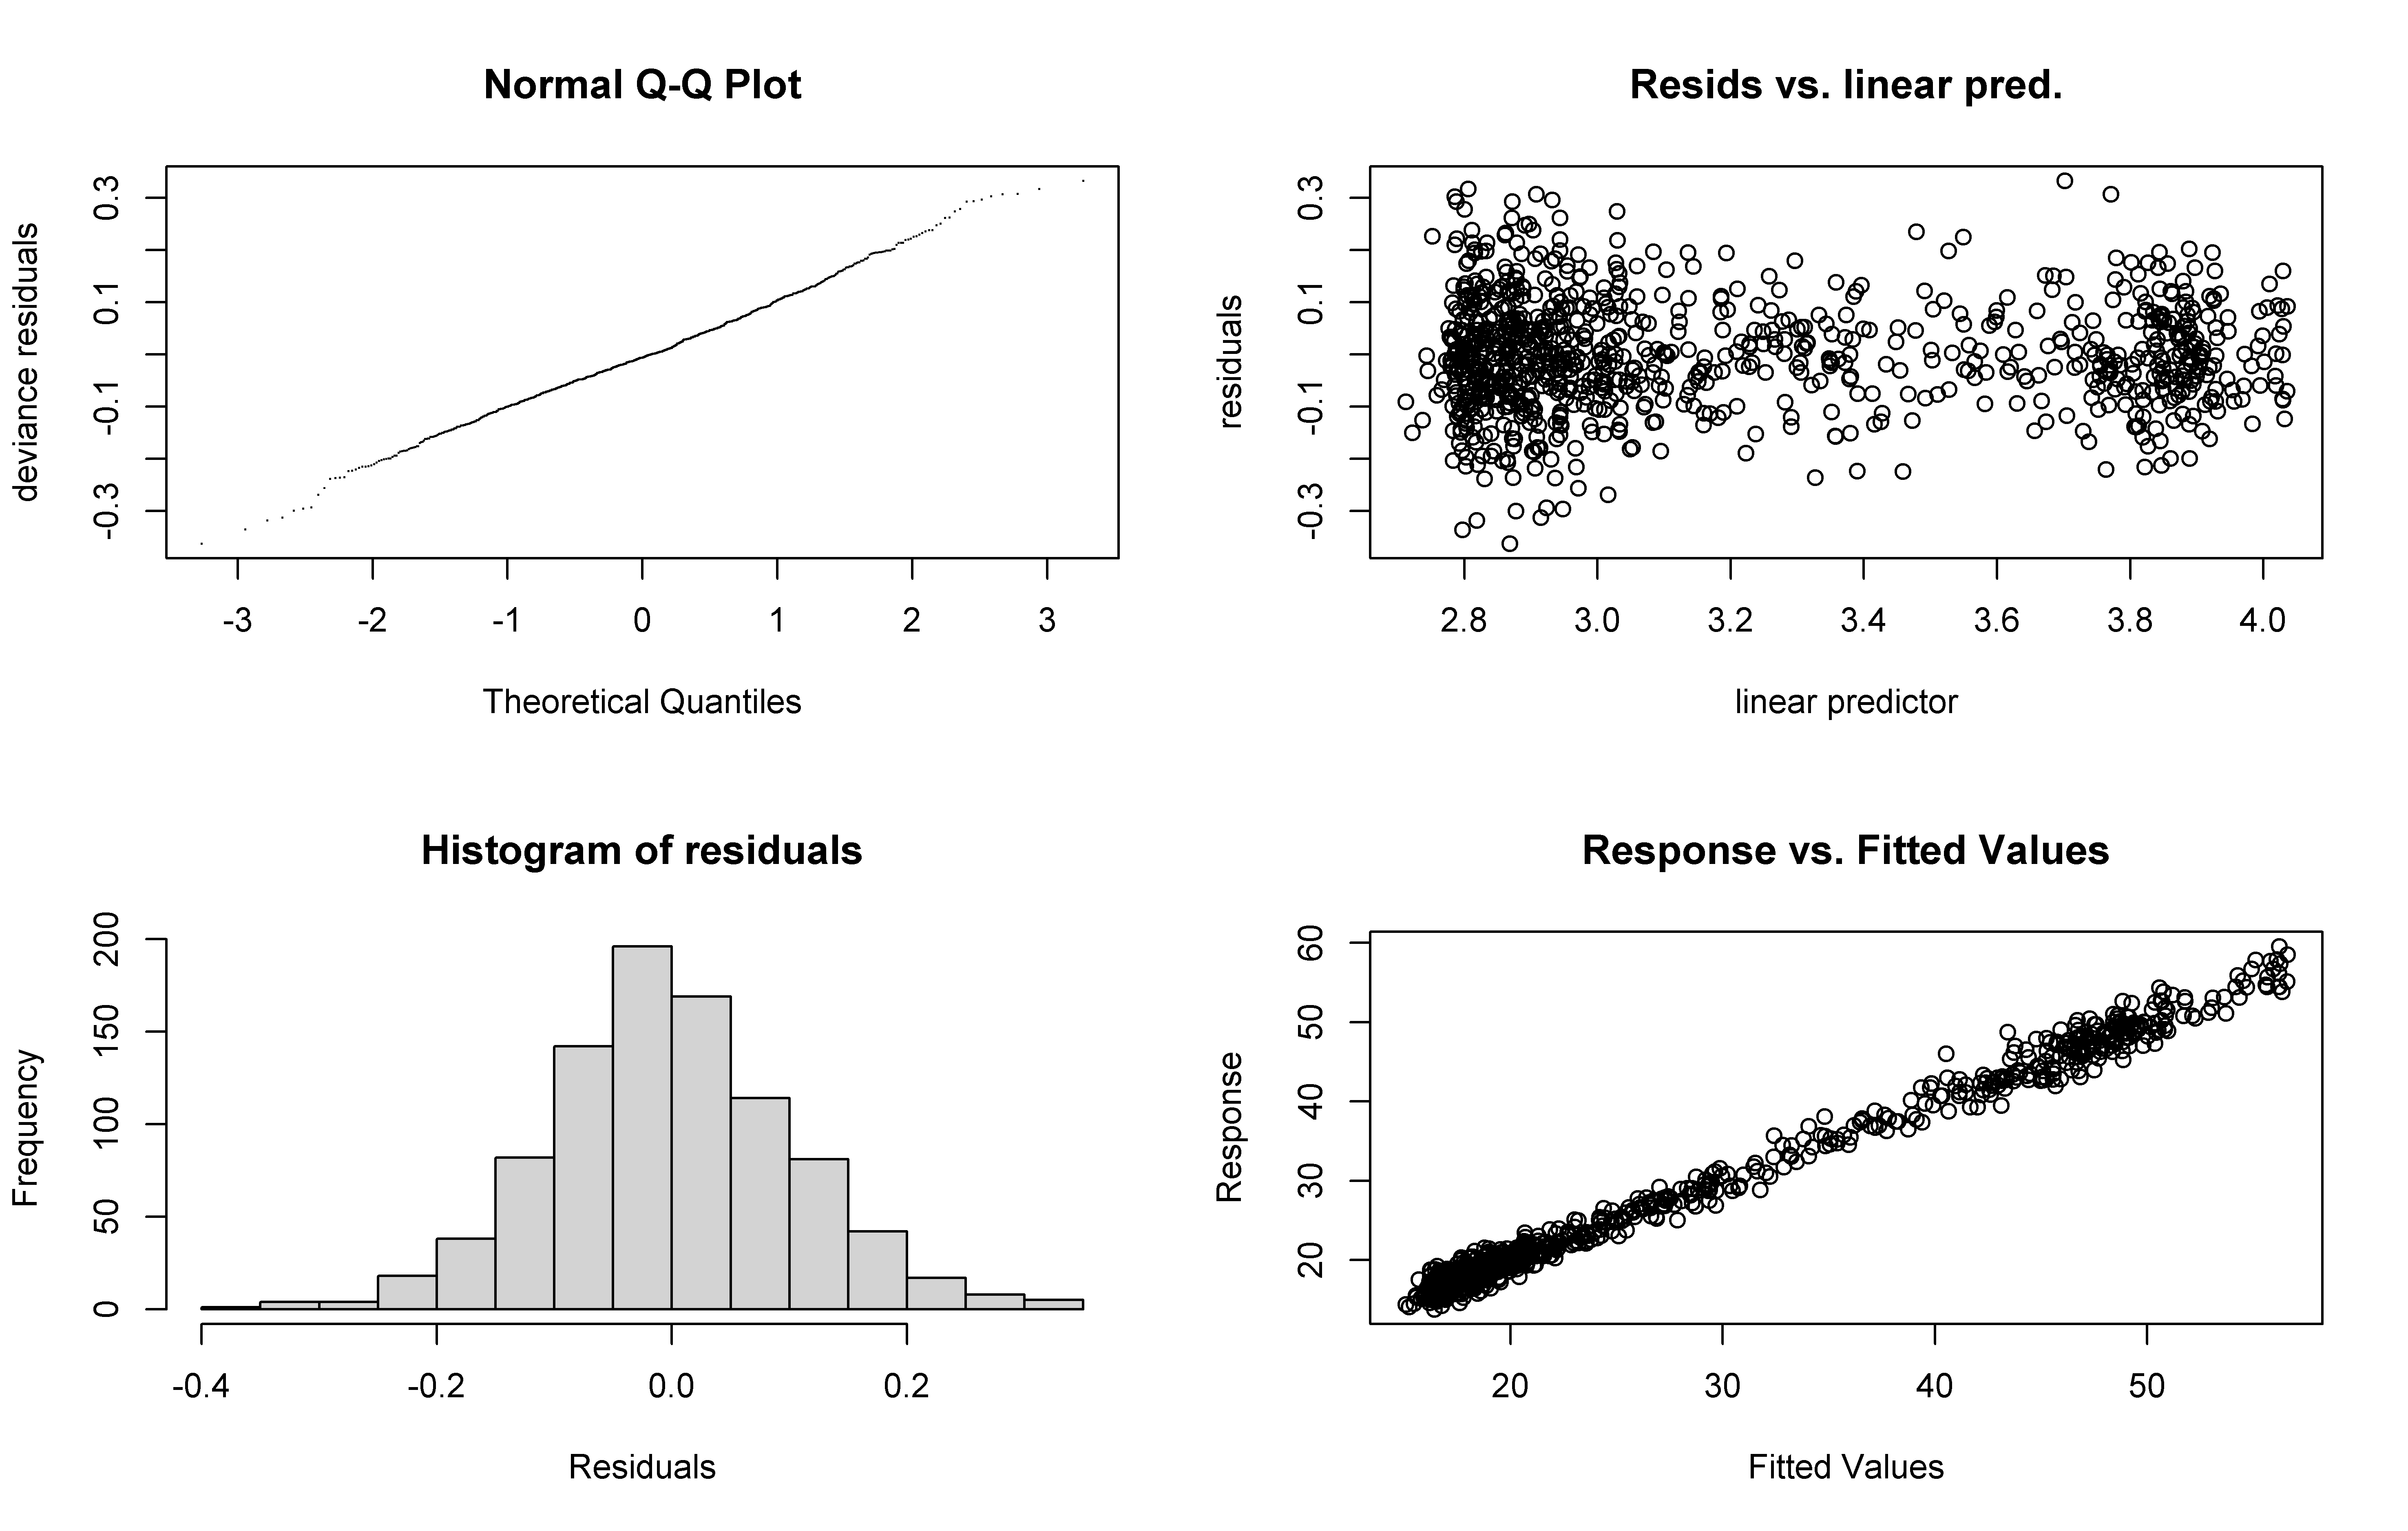 Normal Q-Q Plot
deviance residuals
0.3
0.1
-0.1
-0.3
-3 -2 -1 0 1 2 3
Theoretical Quantiles
Resids vs. linear pred.
residuals
0.3
0.1
-0.1
-0.3
2.8 3.0 3.2 3.4 3.6 3.8 4.0
linear predictor
Histogram of residuals
Frequency
200
150
100
50
0
-0.4 -0.2 0.0 0.2
Residuals
Response vs. Fitted Values
Response
60
50
40
30
20
20 30 40 50
Fitted Values